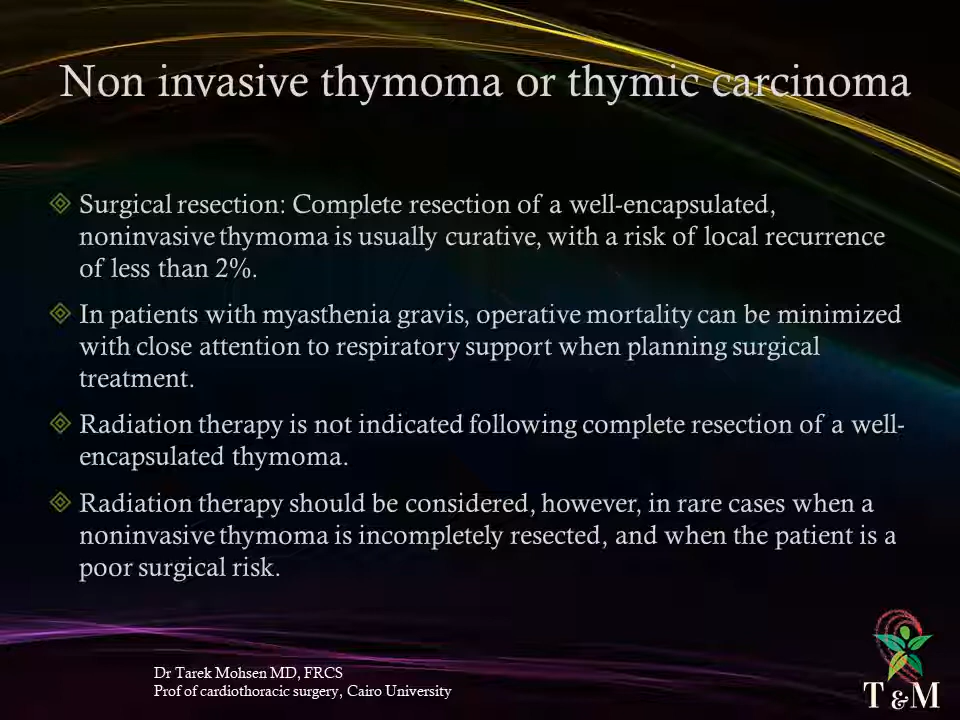 Non invasive thymoma or thymic carcinoma
Surgical resection: Complete resection of a well-encapsulated,
noninvasive thymoma is usually curative, with a risk of local recurrence
of less than 2%.
In patients with myasthenia gravis, operative mortality can be minimized
with close attention to respiratory support when planning surgical
treatment.
Radiation therapy is not indicated following complete resection of a well-
encapsulated thymoma.
Radiation therapy should be considered, however, in rare cases when a
noninvasive thymoma is incompletely resected, and when the patient is a
poor surgical risk.
Dr Tarek Mohsen MD, FRCS
Prof of cardiothoracic surgery, Cairo University
T &M